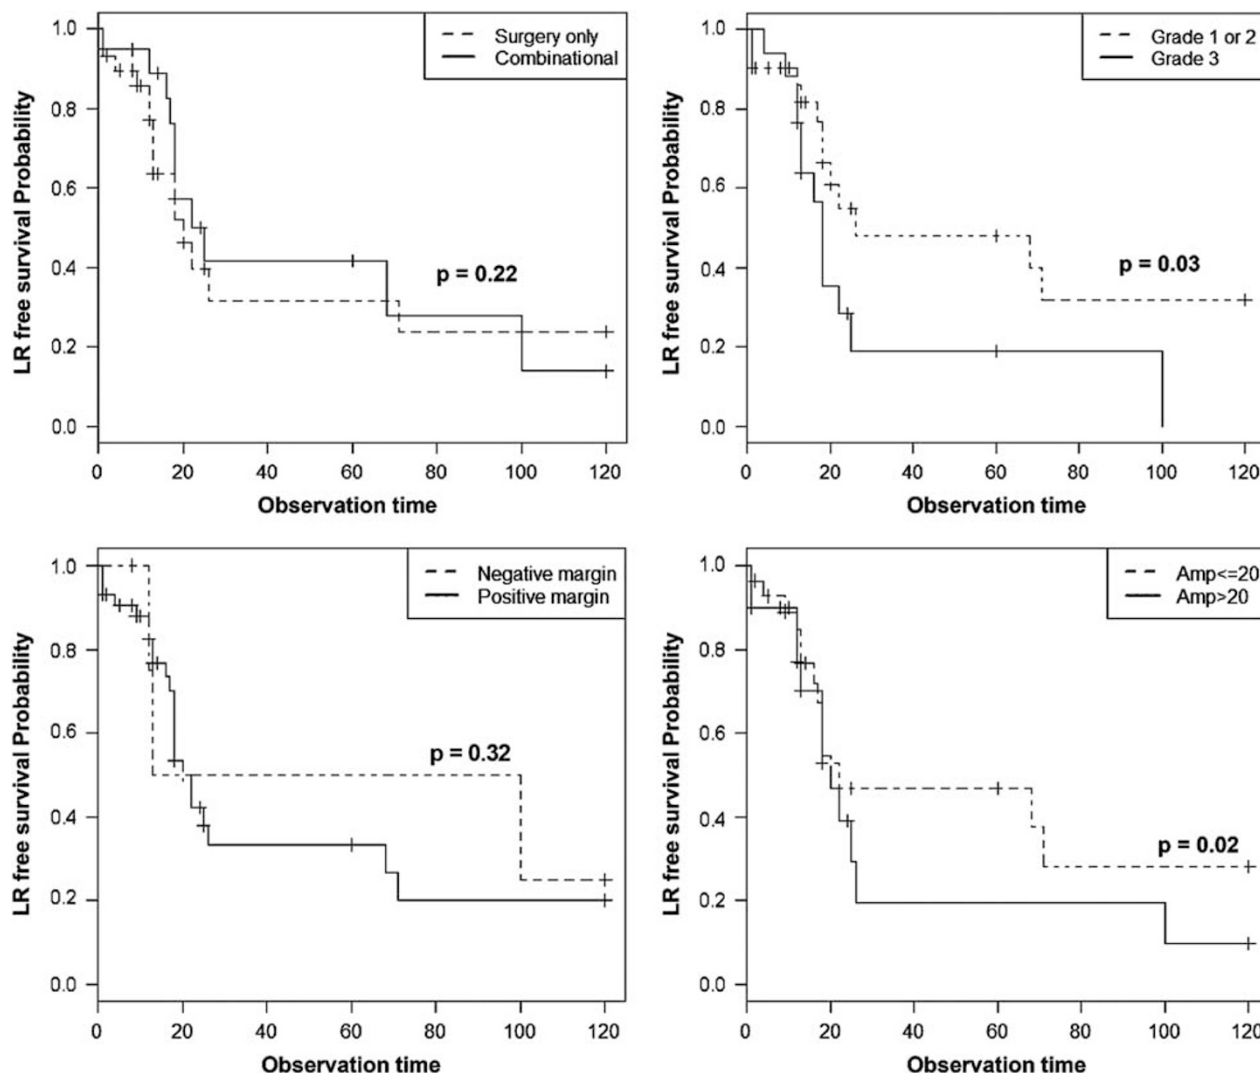 Surgery only
Combinational
1.0
0.8
0.6
0.4
0.2
0.0
LR free survival Probability
p = 0.22
0 20 40 60 80 100 120
Observation time
Grade 1 or 2
Grade 3
1.0
0.8
0.6
0.4
0.2
0.0
LR free survival Probability
p = 0.03
0 20 40 60 80 100 120
Observation time
Negative margin
Positive margin
1.0
0.8
0.6
0.4
0.2
0.0
LR free survival Probability
p = 0.32
0 20 40 60 80 100 120
Observation time
Amp<=20
Amp>20
1.0
0.8
0.6
0.4
0.2
0.0
LR free survival Probability
p = 0.02
0 20 40 60 80 100 120
Observation time